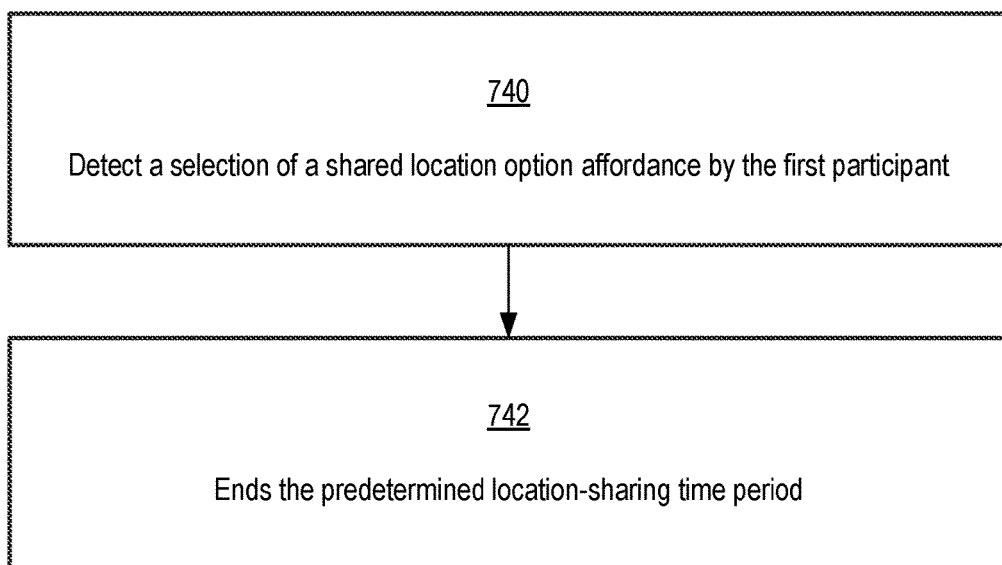 740
Detect a selection of a shared location option affordance by the first participant
742
Ends the predetermined location-sharing time period